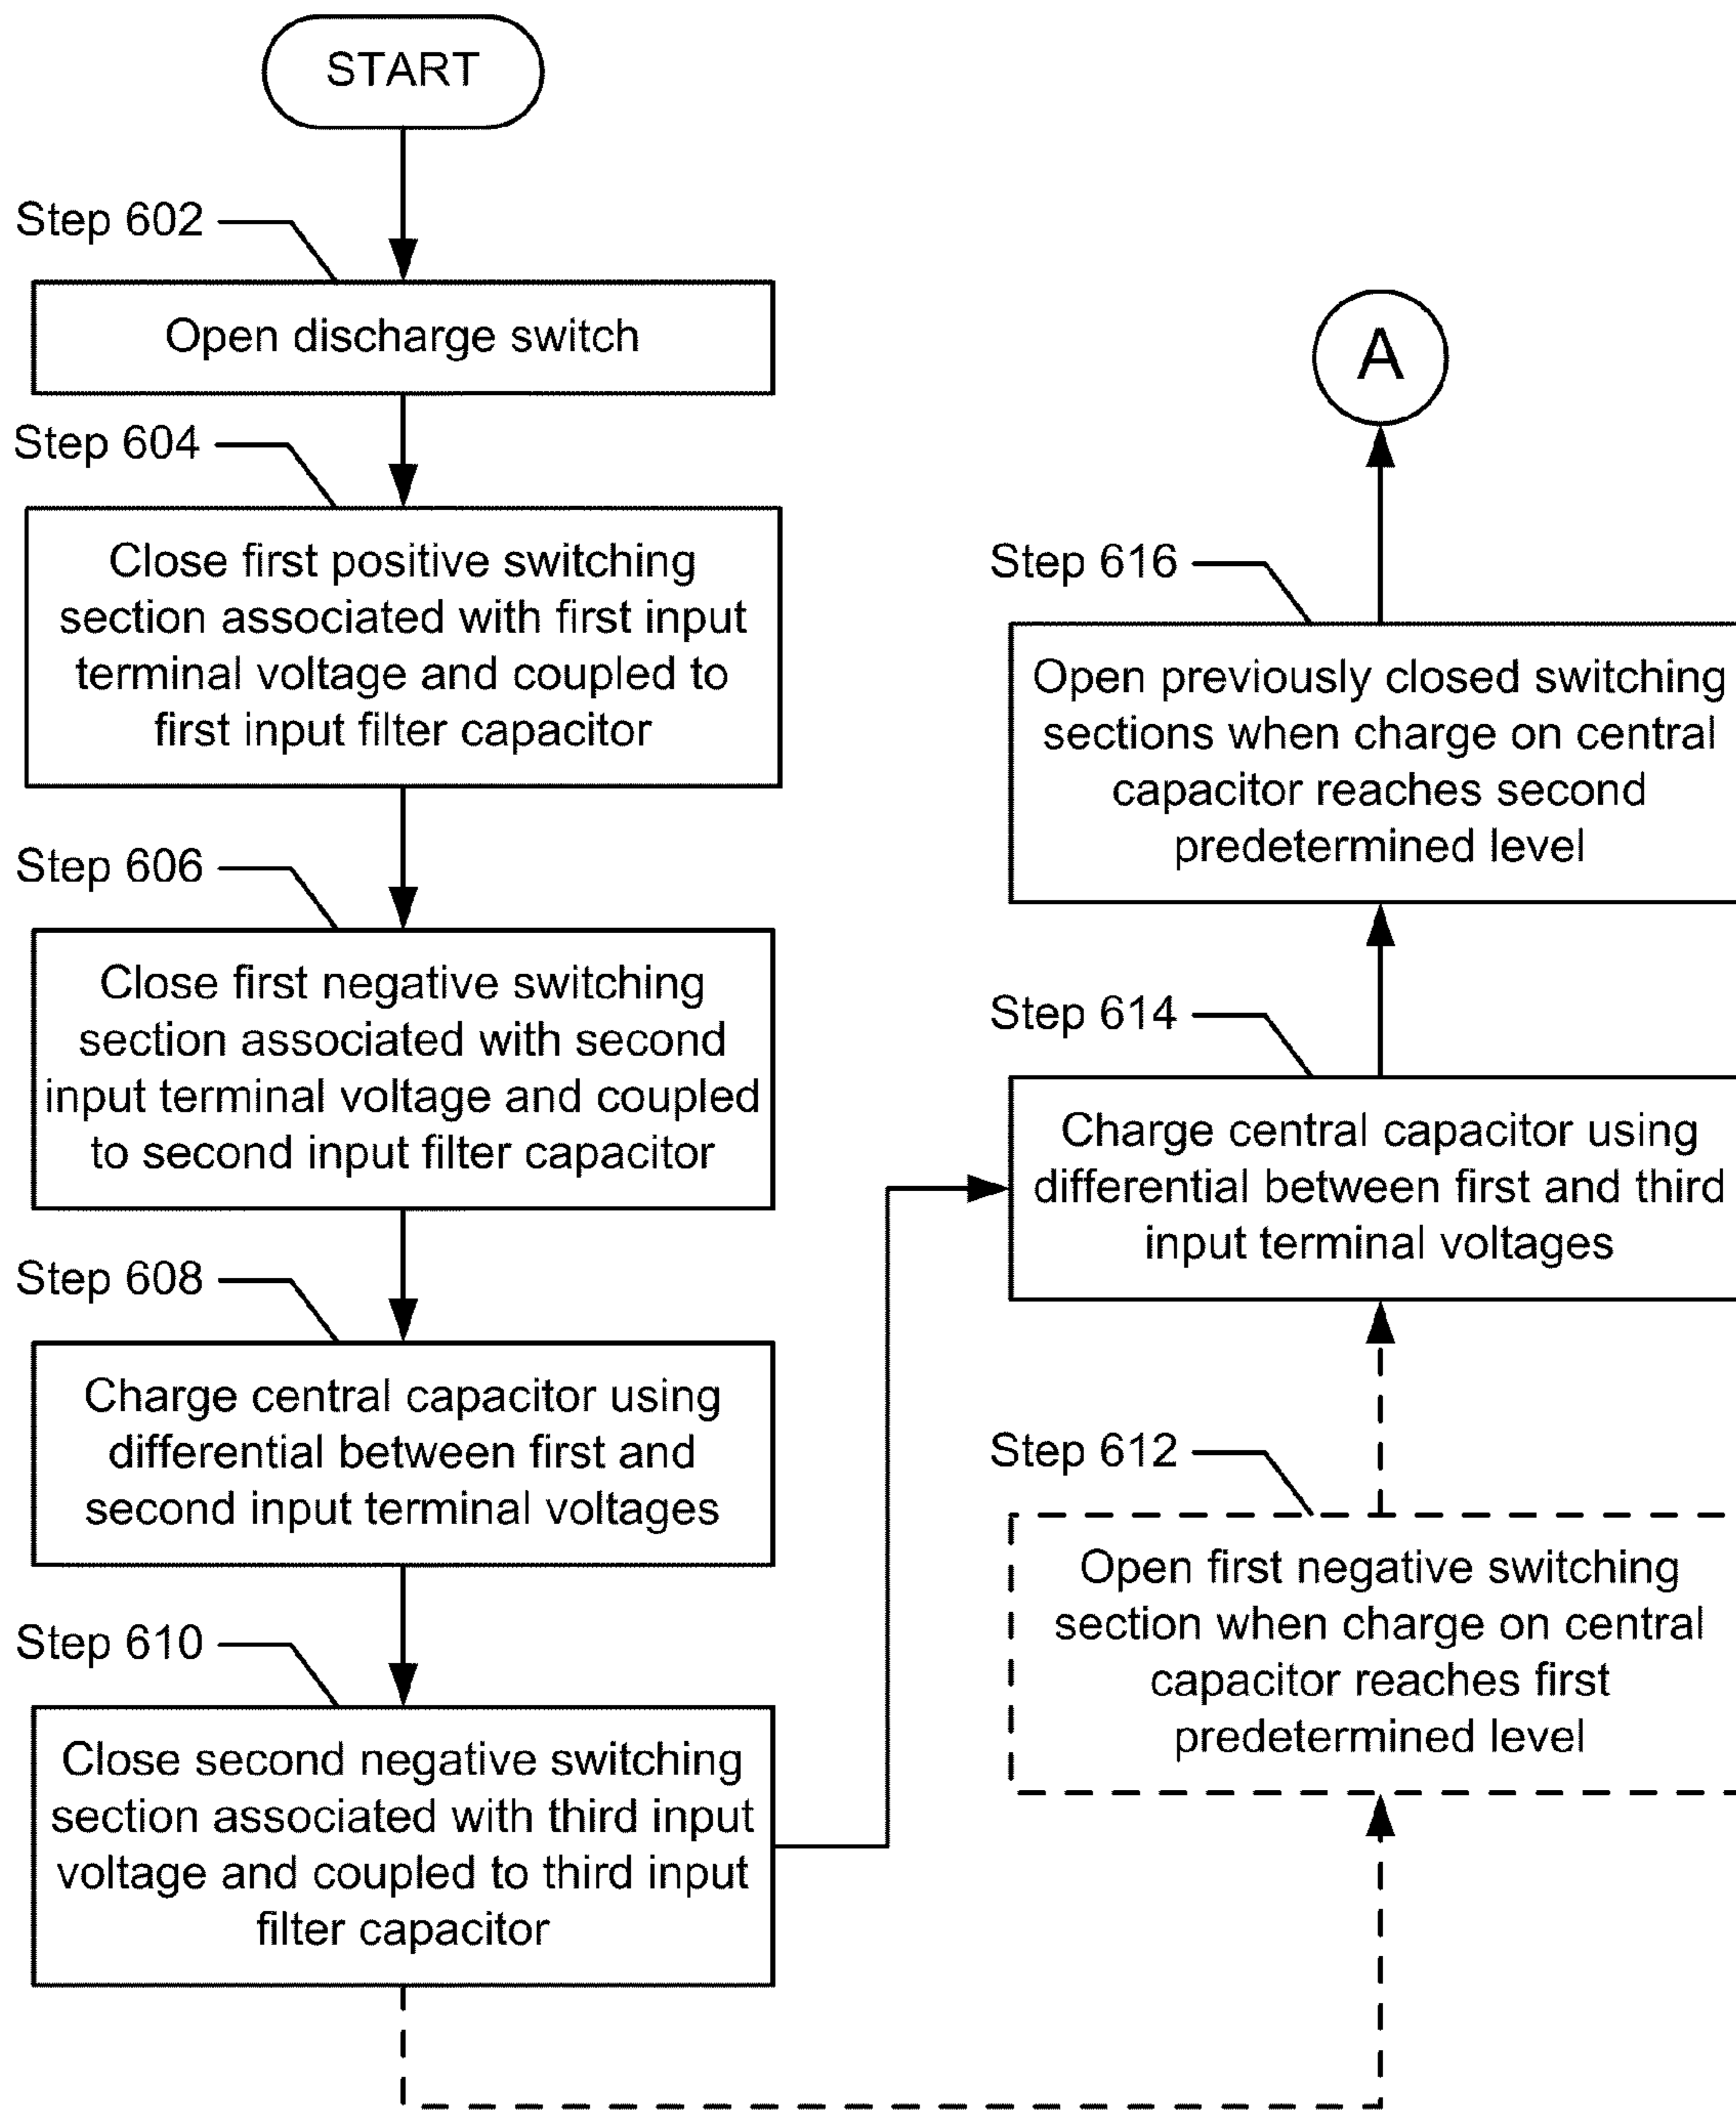 START
Step 602
Open discharge switch
Step 604
Close first positive switching
section associated with first input
terminal voltage and coupled to
first input filter capacitor
Step 606
Close first negative switching
section associated with second
input terminal voltage and coupled
to second input filter capacitor
Step 608
Charge central capacitor using
differential between first and
second input terminal voltages
Step 610
Close second negative switching
section associated with third input
voltage and coupled to third input
filter capacitor
Step 612
Open first negative switching
section when charge on central
capacitor reaches first
predetermined level
Step 614
Charge central capacitor using
differential between first and third
input terminal voltages
Step 616
Open previously closed switching
sections when charge on central
capacitor reaches second
predetermined level
A